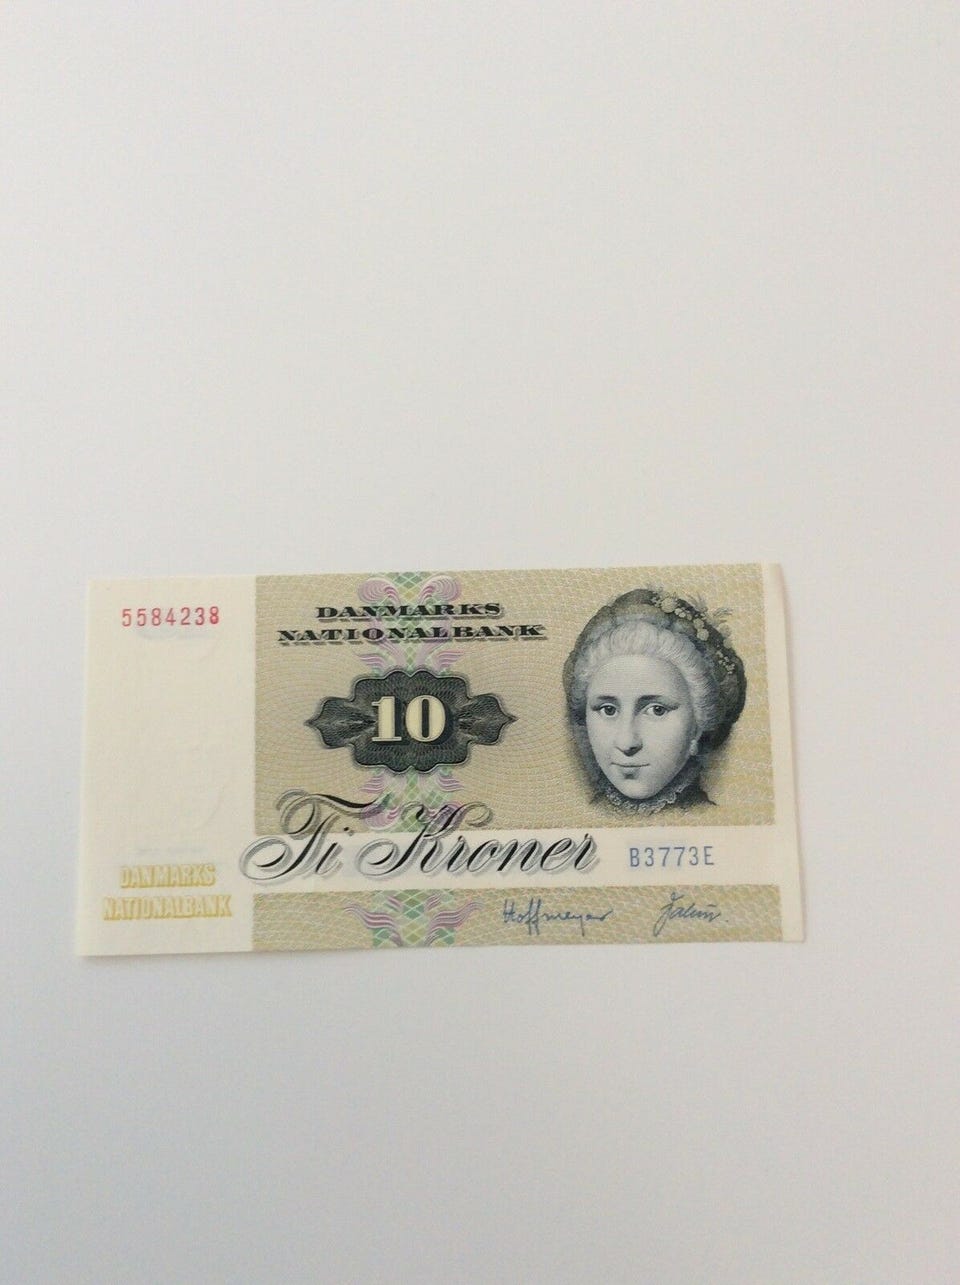 5584238
DANMARKS
NATIONALBANK
10
Ti Kroner
B3773E
DANMARKS
NATIONALBANK
Hoffmeyer